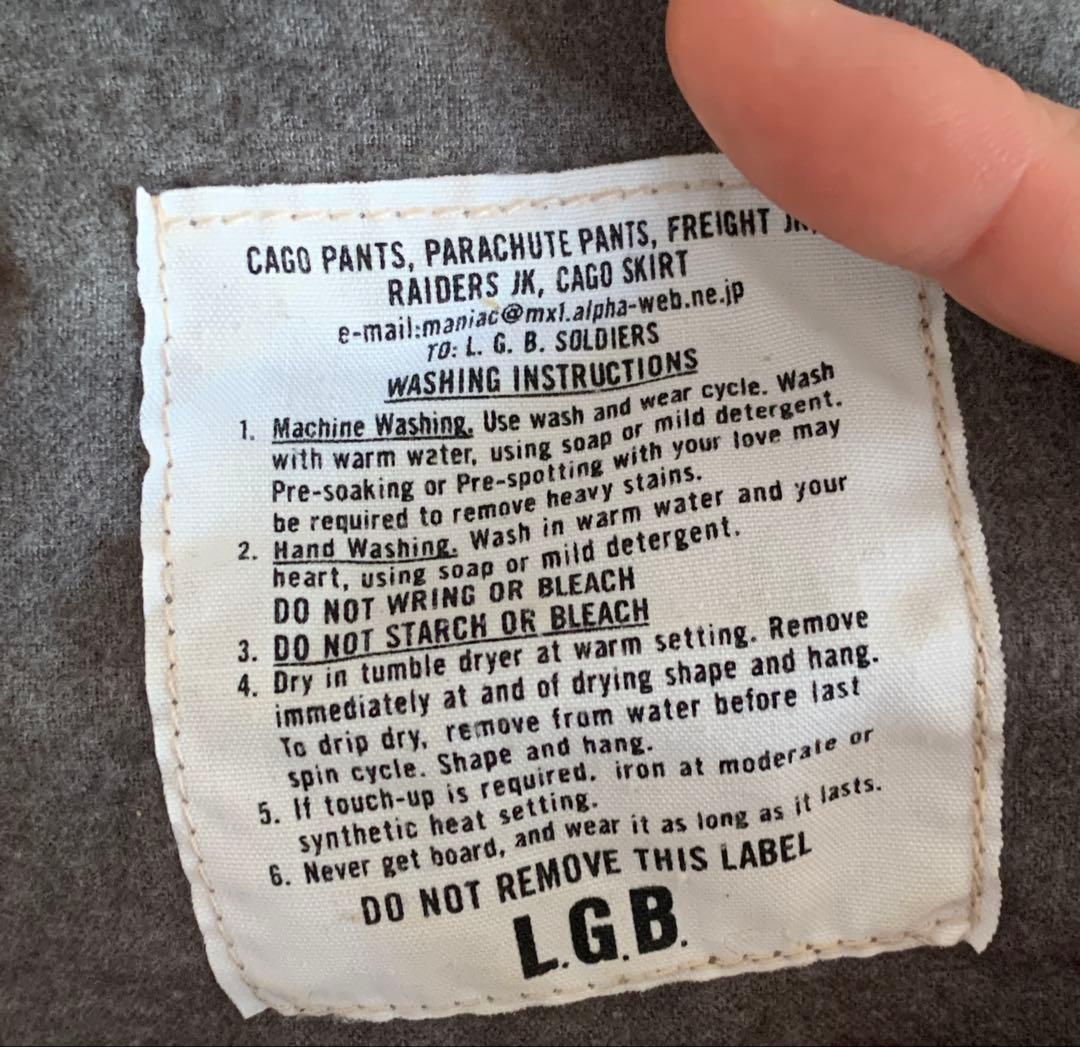 CAGO PANTS, PARACHUTE PANTS, FREIGHT
RAIDERS JK, CAGO SKIRT
e-mail:maniac@mx1.alpha-web.ne.jp
TO: L. G. B. SOLDIERS
WASHING INSTRUCTIONS
1. Machine Washing. Use wash and wear cycle. Wash
with warm water, using soap or mild detergent.
Pre-soaking or Pre-spotting with your love may
be required to remove heavy stains.
2. Hand Washing. Wash in warm water and your
heart, using soap or mild detergent.
DO NOT WRING OR BLEACH
3. DO NOT STARCH OR BLEACH
4. Dry in tumble dryer at warm setting. Remove
immediately at and of drying shape and hang.
To drip dry, remove from water before last
spin cycle. Shape and hang.
5. If touch-up is required. iron at moderate or
synthetic heat setting.
6. Never get board, and wear it as long as it lasts.
DO NOT REMOVE THIS LABEL
L.G.B.